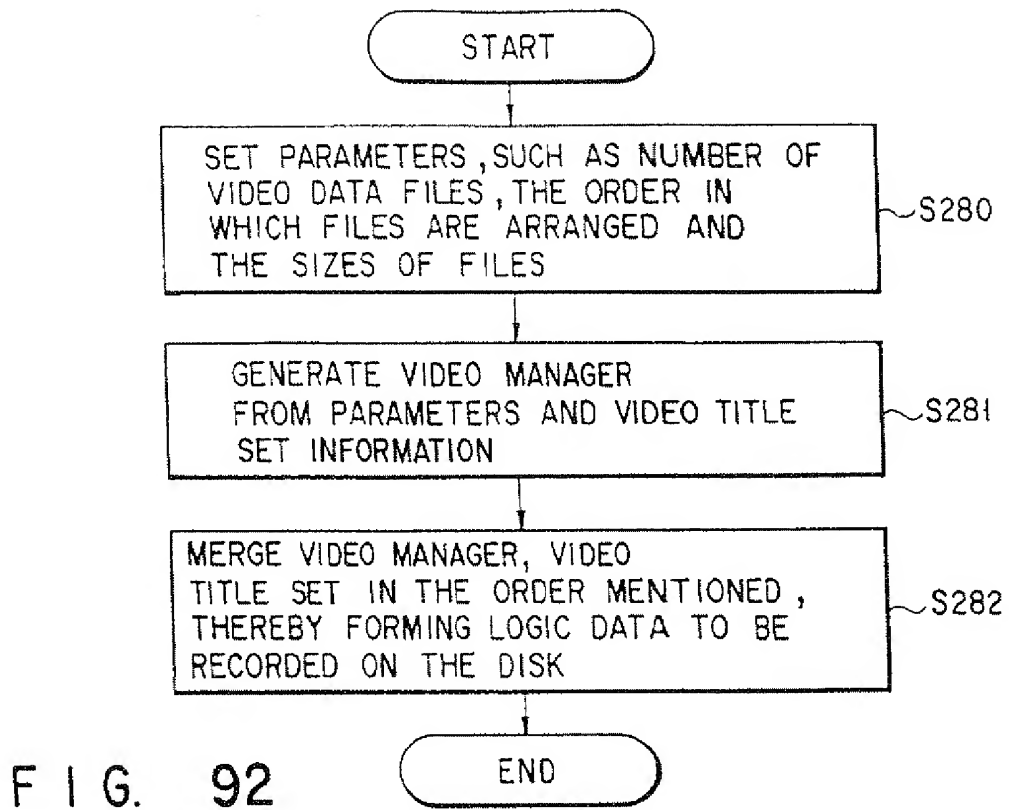 START
SET PARAMETERS, SUCH AS NUMBER OF
VIDEO DATA FILES, THE ORDER IN
WHICH FILES ARE ARRANGED AND
THE SIZES OF FILES
S280
GENERATE VIDEO MANAGER
FROM PARAMETERS AND VIDEO TITLE
SET INFORMATION
S281
MERGE VIDEO MANAGER, VIDEO
TITLE SET IN THE ORDER MENTIONED,
THEREBY FORMING LOGIC DATA TO BE
RECORDED ON THE DISK
S282
END
FIG. 92